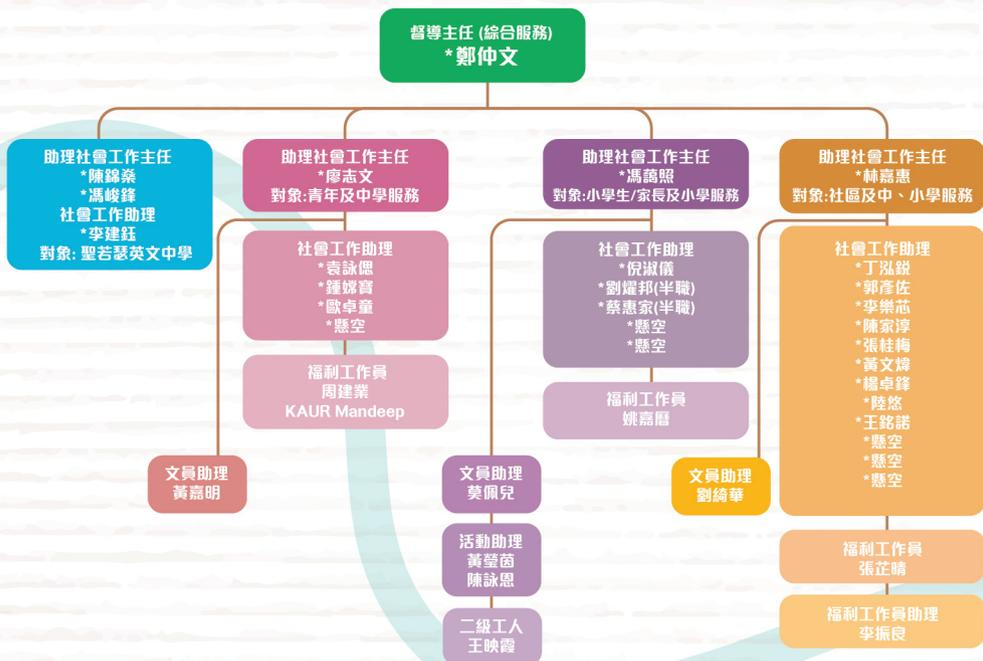 督導主任 (綜合服務)
*鄭仲文
助理社會工作主任
*陳錦燊
*馮峻鋒
社會工作助理
*李建鈺
對象: 聖若瑟英文中學
助理社會工作主任
*廖志文
對象:青年及中學服務
社會工作助理
*袁詠偲
*鍾嫦寶
*歐卓童
*懸空
福利工作員
周建業
KAUR Mandeep
文員助理
黃嘉明
助理社會工作主任
*馮藹照
對象:小學生/家長及小學服務
社會工作助理
*倪淑儀
*劉燿邦(半職)
*蔡惠家(半職)
*懸空
*懸空
福利工作員
姚嘉曆
文員助理
莫佩兒
活動助理
黃瑩茵
陳詠恩
二級工人
王映霞
助理社會工作主任
*林嘉惠
對象:社區及中、小學服務
社會工作助理
*丁泓銳
*郭彥佐
*李樂芯
*陳家淳
*張桂梅
*黃文煒
*楊卓鋒
*陸悠
*王銘諾
*懸空
*懸空
*懸空
文員助理
劉綺華
福利工作員
張芷晴
福利工作員助理
李振良